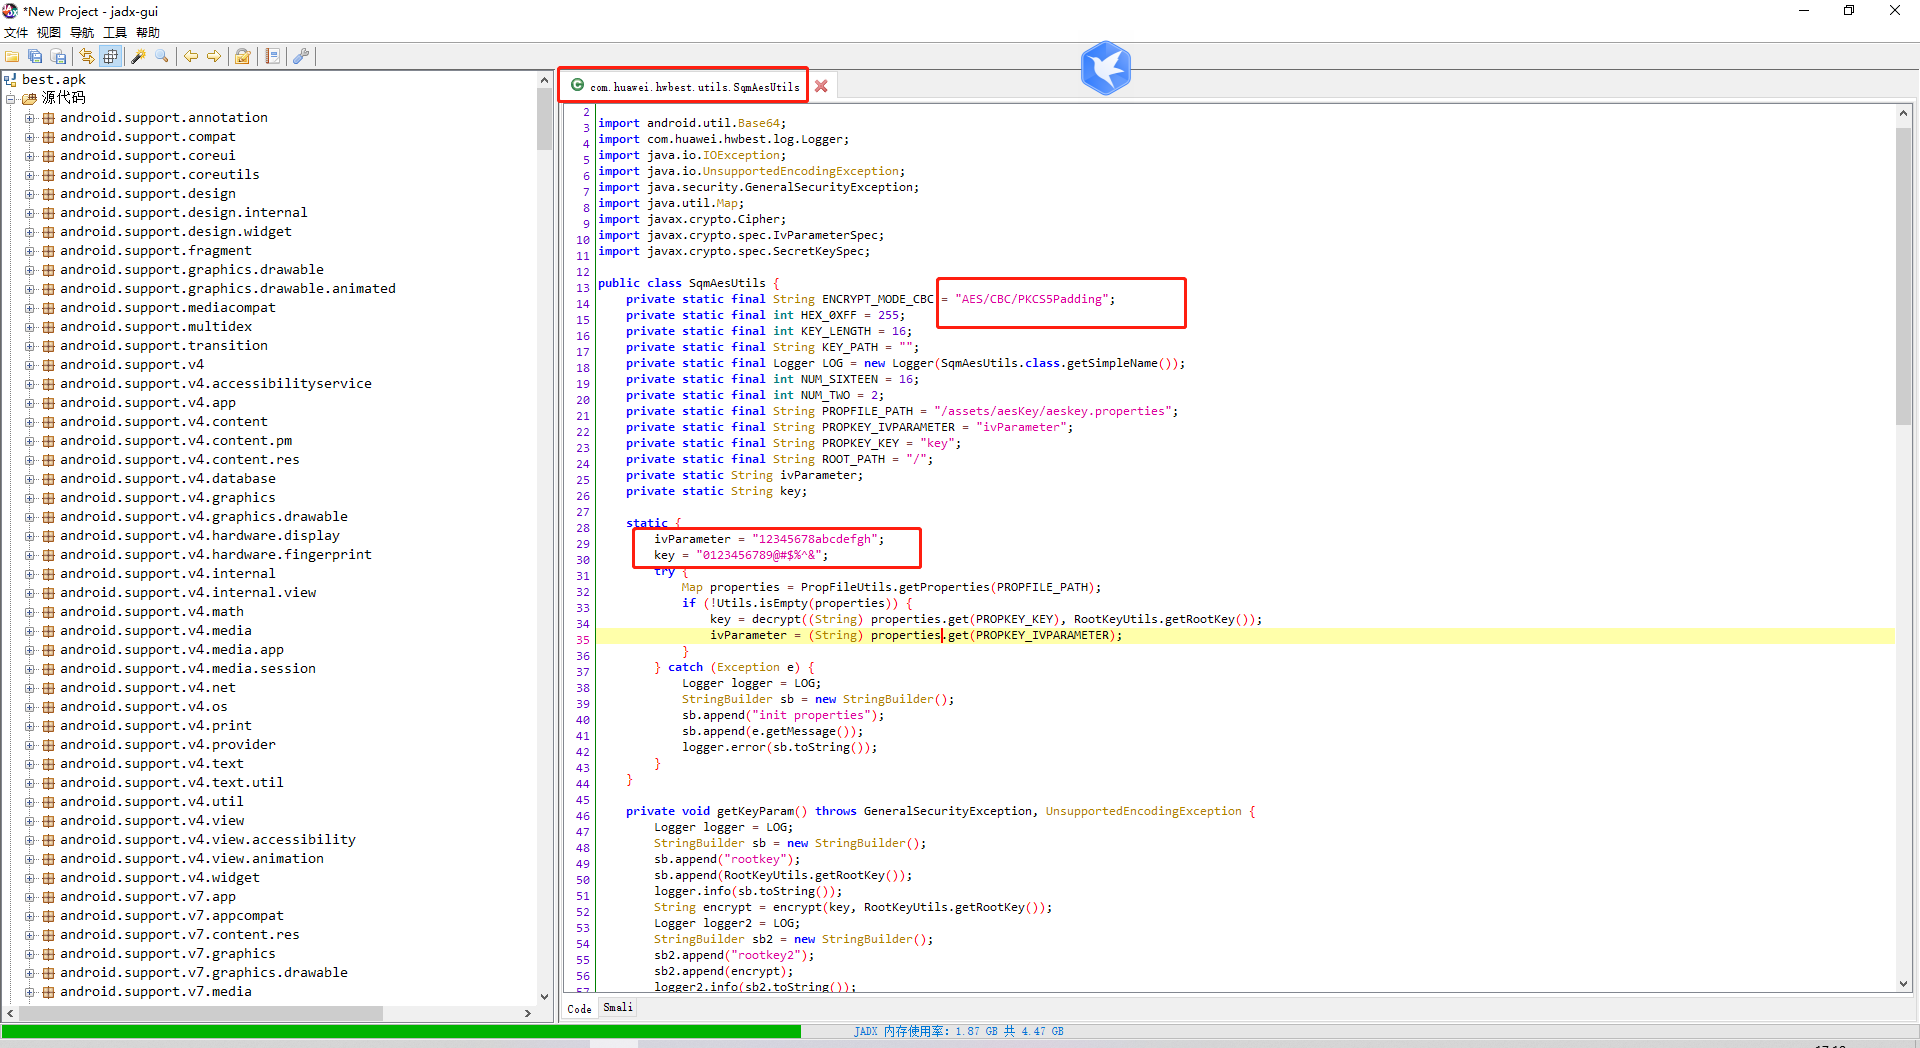 *New Project - jadx-gui
文件 视图 导航 工具 帮助
best.apk
源代码
android.support.annotation
android.support.compat
android.support.coreui
android.support.coreutils
android.support.design
android.support.design.internal
android.support.design.widget
android.support.fragment
android.support.graphics.drawable
android.support.graphics.drawable.animated
android.support.mediacompat
android.support.multidex
android.support.transition
android.support.v4
android.support.v4.accessibilityservice
android.support.v4.app
android.support.v4.content
android.support.v4.content.pm
android.support.v4.content.res
android.support.v4.database
android.support.v4.graphics
android.support.v4.graphics.drawable
android.support.v4.hardware.display
android.support.v4.hardware.fingerprint
android.support.v4.internal
android.support.v4.internal.view
android.support.v4.math
android.support.v4.media
android.support.v4.media.app
android.support.v4.media.session
android.support.v4.net
android.support.v4.os
android.support.v4.print
android.support.v4.provider
android.support.v4.text
android.support.v4.text.util
android.support.v4.util
android.support.v4.view
android.support.v4.view.accessibility
android.support.v4.view.animation
android.support.v4.widget
android.support.v7.app
android.support.v7.appcompat
android.support.v7.content.res
android.support.v7.graphics
android.support.v7.graphics.drawable
android.support.v7.media
com.huawei.hwbest.utils.SqmAesUtils
2
3 import android.util.Base64;
4 import com.huawei.hwbest.log.Logger;
5 import java.io.IOException;
6 import java.io.UnsupportedEncodingException;
7 import java.security.GeneralSecurityException;
8 import java.util.Map;
9 import javax.crypto.Cipher;
10 import javax.crypto.spec.IvParameterSpec;
11 import javax.crypto.spec.SecretKeySpec;
12
13 public class SqmAesUtils {
14 private static final String ENCRYPT_MODE_CBC = "AES/CBC/PKCS5Padding";
15 private static final int HEX_0XFF = 255;
16 private static final int KEY_LENGTH = 16;
17 private static final String KEY_PATH = "";
18 private static final Logger LOG = new Logger(SqmAesUtils.class.getSimpleName());
19 private static final int NUM_SIXTEEN = 16;
20 private static final int NUM_TWO = 2;
21 private static final String PROPFILE_PATH = "/assets/aesKey/aeskey.properties";
22 private static final String PROPKEY_IVPARAMETER = "ivParameter";
23 private static final String PROPKEY_KEY = "key";
24 private static final String ROOT_PATH = "/";
25 private static String ivParameter;
26 private static String key;
27
28 static {
29 ivParameter = "12345678abcdefgh";
30 key = "0123456789@#$%^&";
31 try {
32 Map properties = PropFileUtils.getProperties(PROPFILE_PATH);
33 if (!Utils.isEmpty(properties)) {
34 key = decrypt((String) properties.get(PROPKEY_KEY), RootKeyUtils.getRootKey());
35 ivParameter = (String) properties.get(PROPKEY_IVPARAMETER);
36 }
37 } catch (Exception e) {
38 Logger logger = LOG;
39 StringBuilder sb = new StringBuilder();
40 sb.append("init properties");
41 sb.append(e.getMessage());
42 logger.error(sb.toString());
43 }
44 }
45
46 private void getKeyParam() throws GeneralSecurityException, UnsupportedEncodingException {
47 Logger logger = LOG;
48 StringBuilder sb = new StringBuilder();
49 sb.append("rootkey");
50 sb.append(RootKeyUtils.getRootKey());
51 logger.info(sb.toString());
52 String encrypt = encrypt(key, RootKeyUtils.getRootKey());
53 Logger logger2 = LOG;
54 StringBuilder sb2 = new StringBuilder();
55 sb2.append("rootkey2");
56 sb2.append(encrypt);
57 logger2.info(sb2.toString());
Code Smali
JADX 内存使用率: 1.87 GB 共 4.47 GB